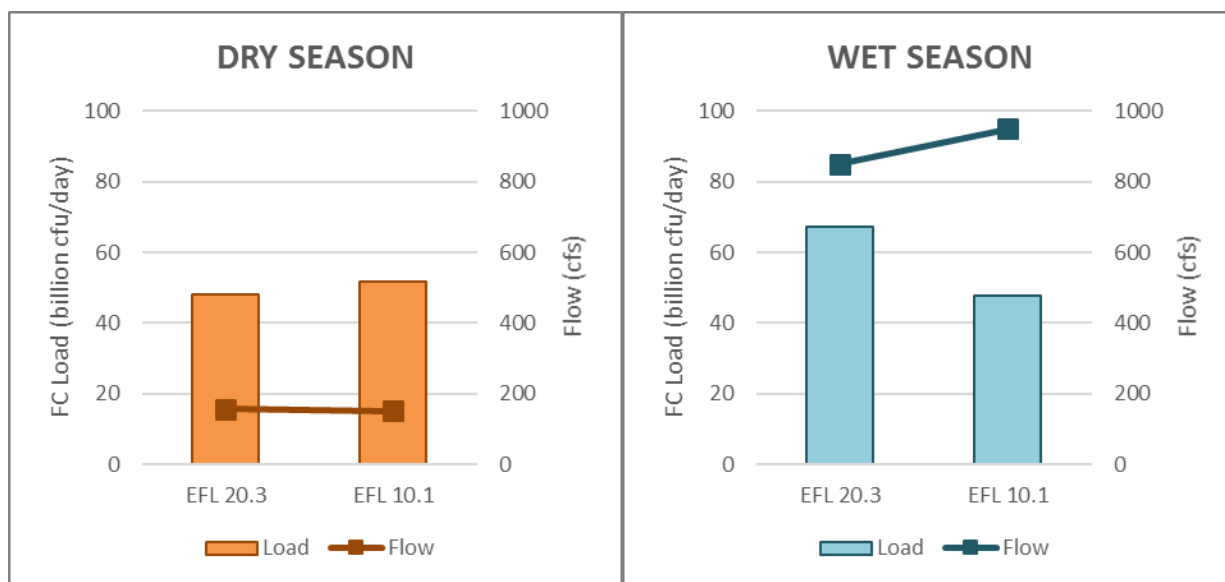 DRY SEASON
FC Load (billion cfu/day)
100
80
60
40
20
0
1000
800
600
400
200
0
Flow (cfs)
EFL 20.3 EFL 10.1
Load Flow
WET SEASON
FC Load (billion cfu/day)
100
80
60
40
20
0
1000
800
600
400
200
0
Flow (cfs)
EFL 20.3 EFL 10.1
Load Flow